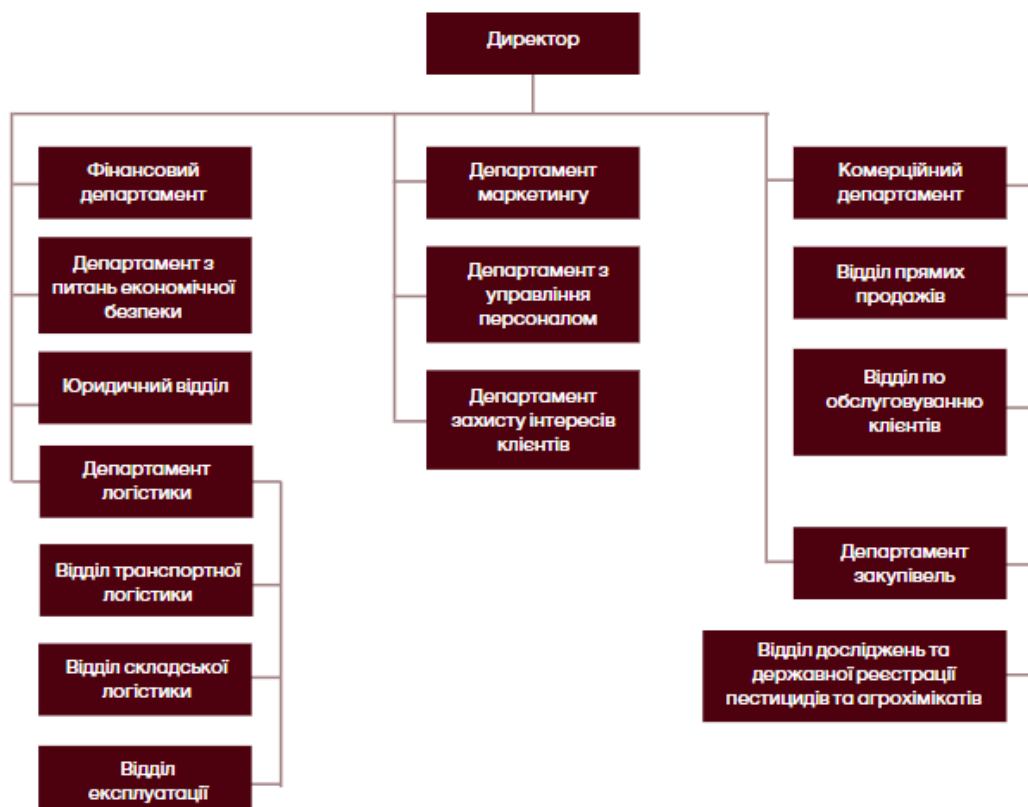 Директор
Фінансовий
департамент
Департамент з
питань економічної
безпеки
Юридичний відділ
Департамент
логістики
Відділ транспортної
логістики
Відділ складської
логістики
Відділ
експлуатації
Департамент
маркетингу
Департамент з
управління
персоналом
Департамент
захисту інтересів
клієнтів
Комерційний
департамент
Відділ прямих
продажів
Відділ по
обслуговуванню
клієнтів
Департамент
закупівель
Відділ досліджень та
державної реєстрації
пестицидів та агрохімікатів